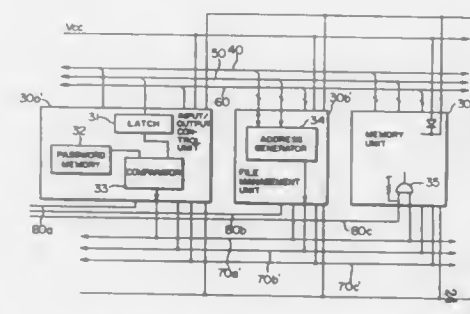 Vcc
50
40
60
30a'
31
LATCH
INPUT/
OUTPUT
CON-
TROL
UNIT
32
PASSWORD
MEMORY
COMPARATOR
33
30b'
34
ADDRESS
GENERATOR
FILE
MANAGEMENT
UNIT
MEMORY
UNIT
35
80a
80b
80c
70a'
70b'
70c'